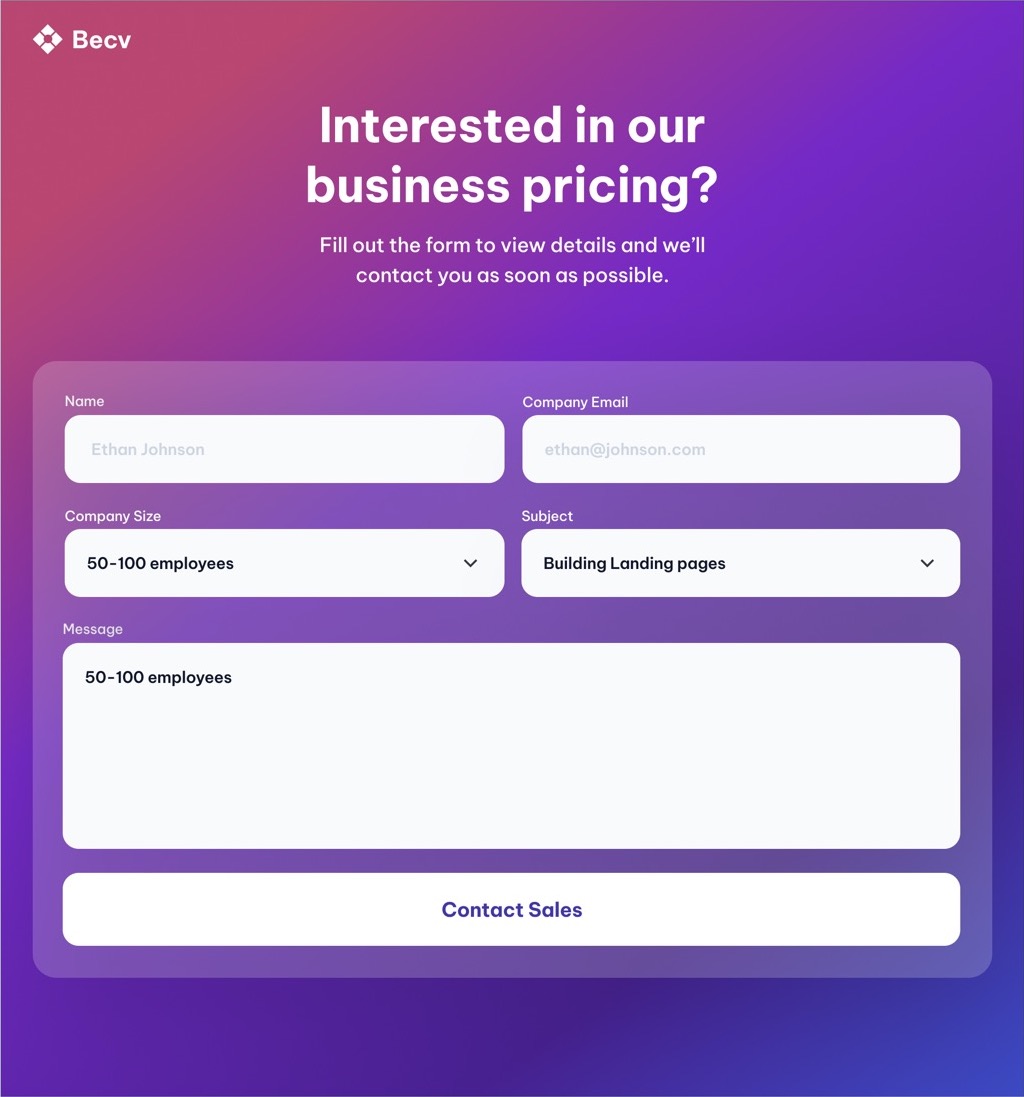 Becv
Interested in our
business pricing?
Fill out the form to view details and we’ll
contact you as soon as possible.
Name
Company Email
Ethan Johnson
ethan@johnson.com
Company Size
Subject
50-100 employees
Building Landing pages
Message
50-100 employees
Contact Sales